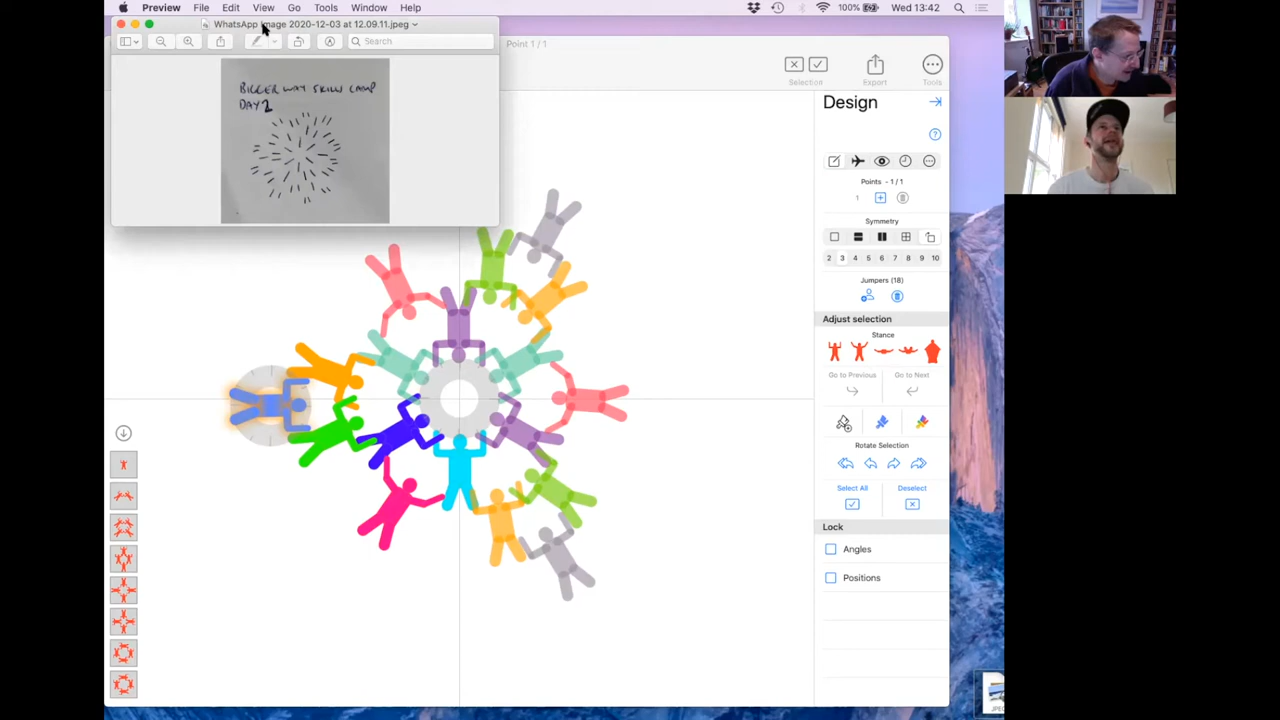 Preview File Edit View Go Tools Window Help
100% Wed 13:42
WhatsApp Image 2020-12-03 at 12.09.11.jpeg
Search
BIGGER WAY SKILLS CAMP
DAY 2
Point 1 / 1
Selection Export Tools
Design
Points - 1 / 1
1
Symmetry
2 3 4 5 6 7 8 9 10
Jumpers (18)
Adjust selection
Stance
Go to Previous Go to Next
Rotate Selection
Select All Deselect
Lock
Angles
Positions
JPEG